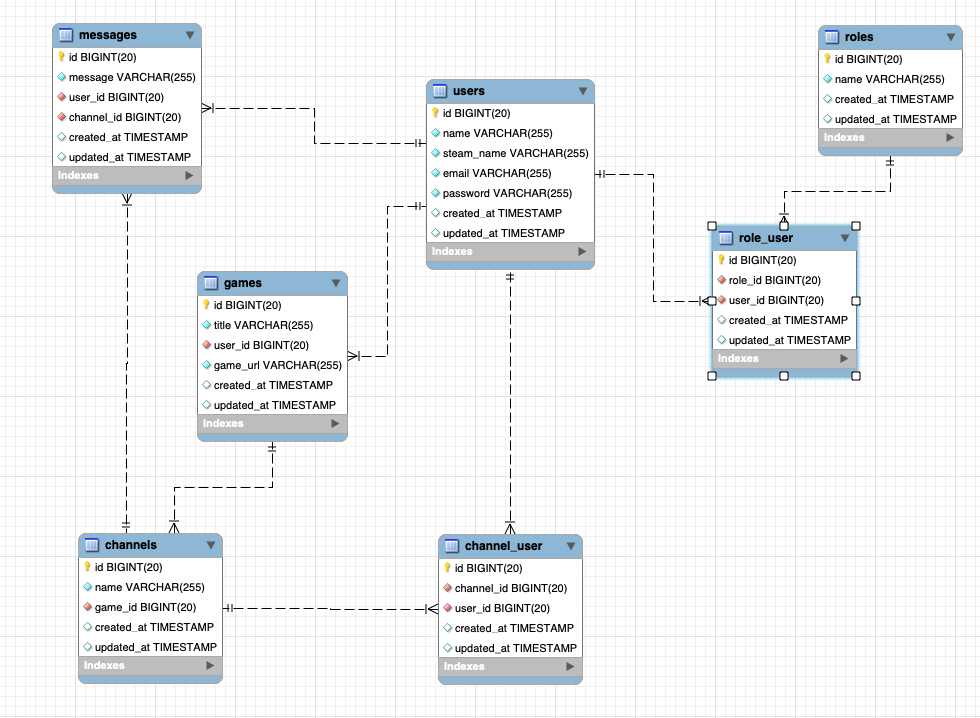 messages
id BIGINT(20)
message VARCHAR(255)
user_id BIGINT(20)
channel_id BIGINT(20)
created_at TIMESTAMP
updated_at TIMESTAMP
Indexes
users
id BIGINT(20)
name VARCHAR(255)
steam_name VARCHAR(255)
email VARCHAR(255)
password VARCHAR(255)
created_at TIMESTAMP
updated_at TIMESTAMP
Indexes
roles
id BIGINT(20)
name VARCHAR(255)
created_at TIMESTAMP
updated_at TIMESTAMP
Indexes
role_user
id BIGINT(20)
role_id BIGINT(20)
user_id BIGINT(20)
created_at TIMESTAMP
updated_at TIMESTAMP
Indexes
games
id BIGINT(20)
title VARCHAR(255)
user_id BIGINT(20)
game_url VARCHAR(255)
created_at TIMESTAMP
updated_at TIMESTAMP
Indexes
channels
id BIGINT(20)
name VARCHAR(255)
game_id BIGINT(20)
created_at TIMESTAMP
updated_at TIMESTAMP
Indexes
channel_user
id BIGINT(20)
channel_id BIGINT(20)
user_id BIGINT(20)
created_at TIMESTAMP
updated_at TIMESTAMP
Indexes